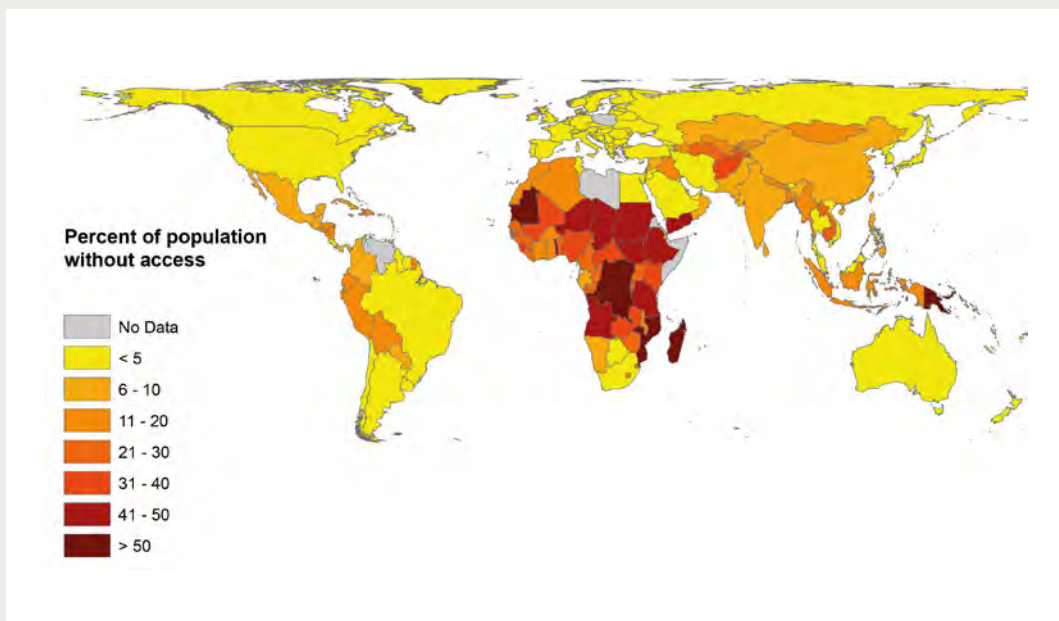 Percent of population
without access
No Data
< 5
6 - 10
11 - 20
21 - 30
31 - 40
41 - 50
> 50